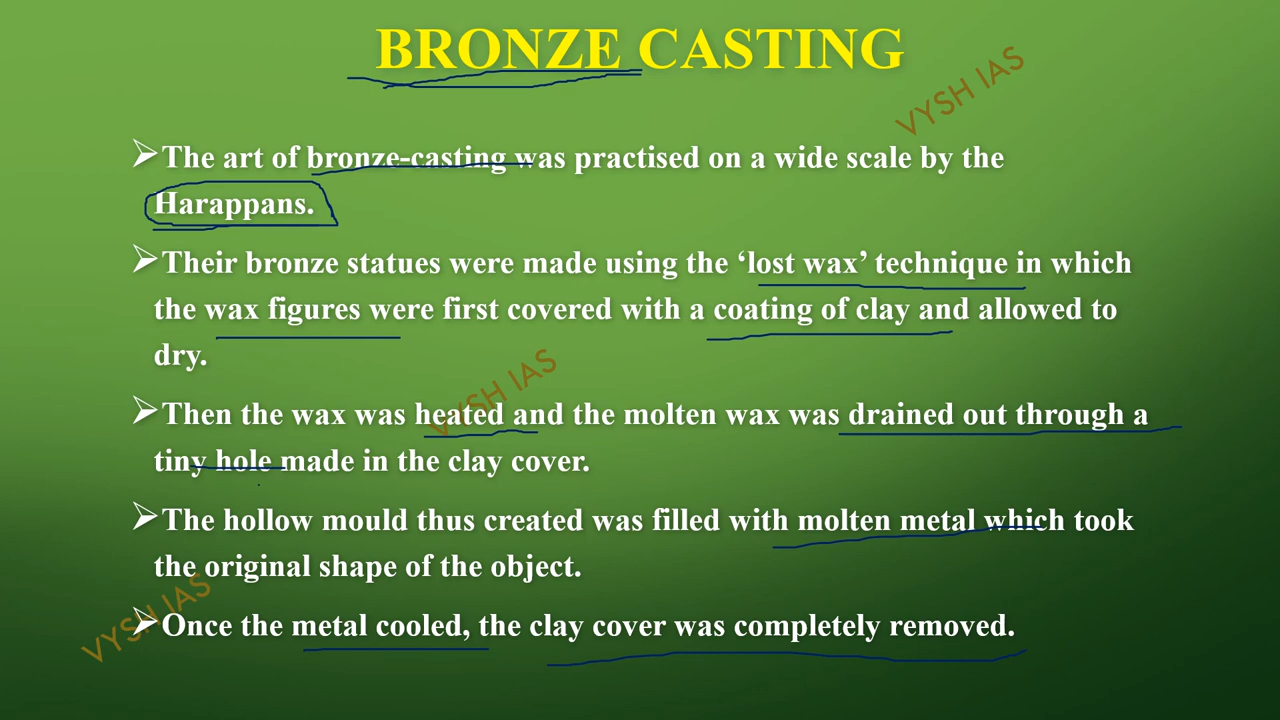 BRONZE CASTING
VYSH IAS
➢The art of bronze-casting was practised on a wide scale by the
Harappans.
➢Their bronze statues were made using the ‘lost wax’ technique in which
the wax figures were first covered with a coating of clay and allowed to
dry.
VYSH IAS
➢Then the wax was heated and the molten wax was drained out through a
tiny hole made in the clay cover.
➢The hollow mould thus created was filled with molten metal which took
the original shape of the object.
VYSH IAS
➢Once the metal cooled, the clay cover was completely removed.